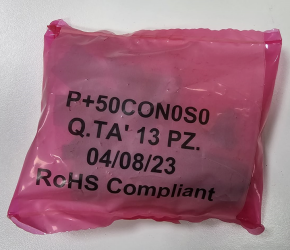 P+50CON0S0
Q.TA' 13 PZ.
04/08/23
RoHS Compliant